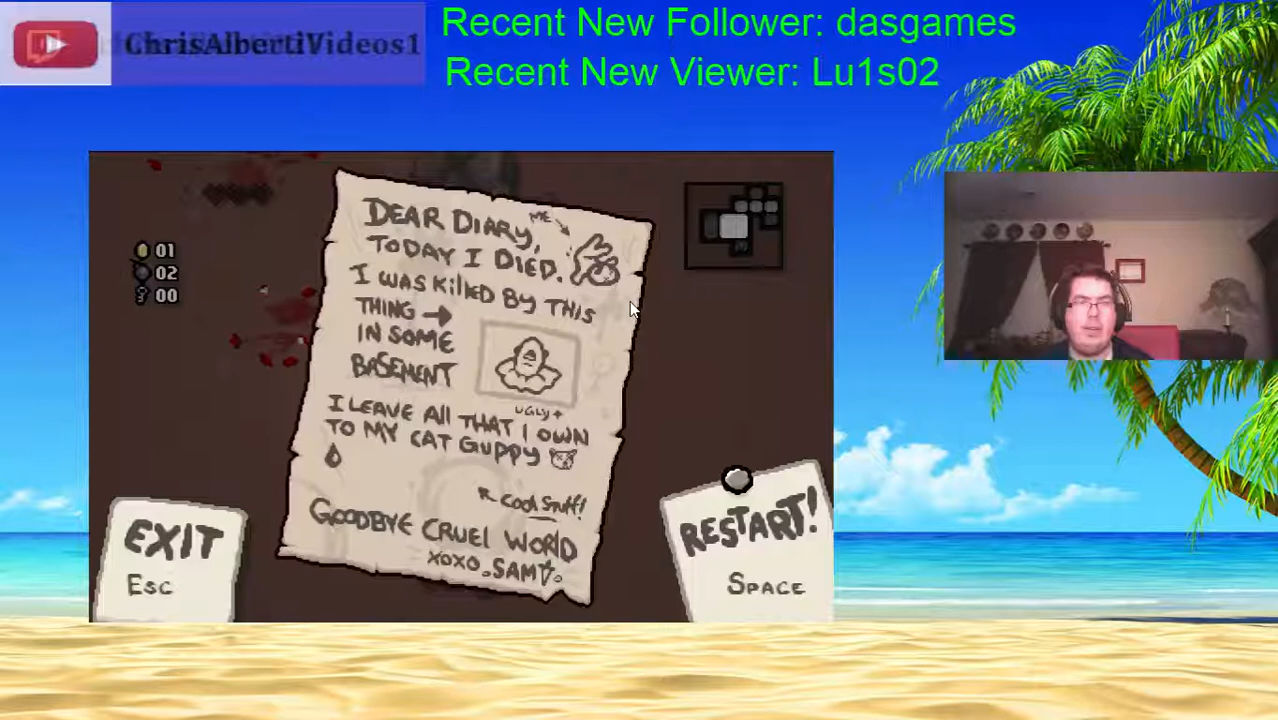 ChrisAlbertiVideos1
Recent New Follower: dasgames
Recent New Viewer: Lu1s02
01
02
00
DEAR DIARY,
ME
TODAY I DIED.
I WAS KILLED BY THIS
THING →
IN SOME
BASEMENT
UGLY
I LEAVE ALL THAT I OWN
TO MY CAT GUPPY
COOL STUFF!
GOODBYE CRUEL WORLD
XOXO SAM
EXIT
ESC
RESTART!
SPACE